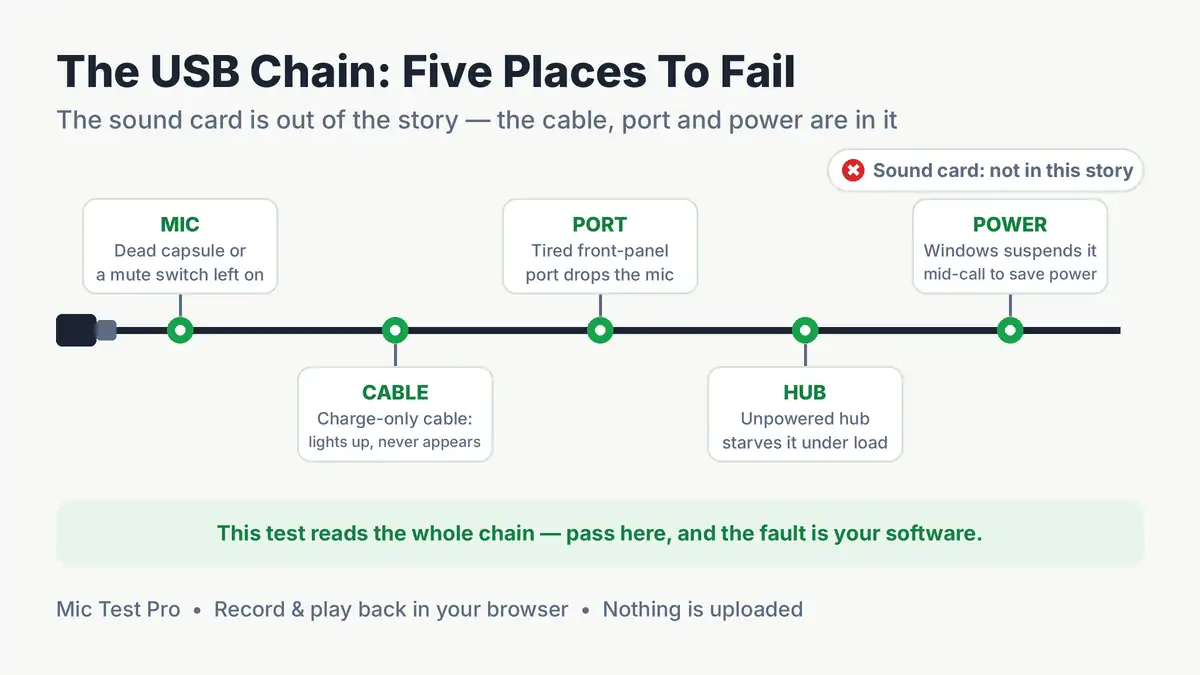 The USB Chain: Five Places To Fail
The sound card is out of the story — the cable, port and power are in it
Sound card: not in this story
MIC
Dead capsule or
a mute switch left on
PORT
Tired front-panel
port drops the mic
POWER
Windows suspends it
mid-call to save power
CABLE
Charge-only cable:
lights up, never appears
HUB
Unpowered hub
starves it under load
This test reads the whole chain — pass here, and the fault is your software.
Mic Test Pro • Record & play back in your browser • Nothing is uploaded